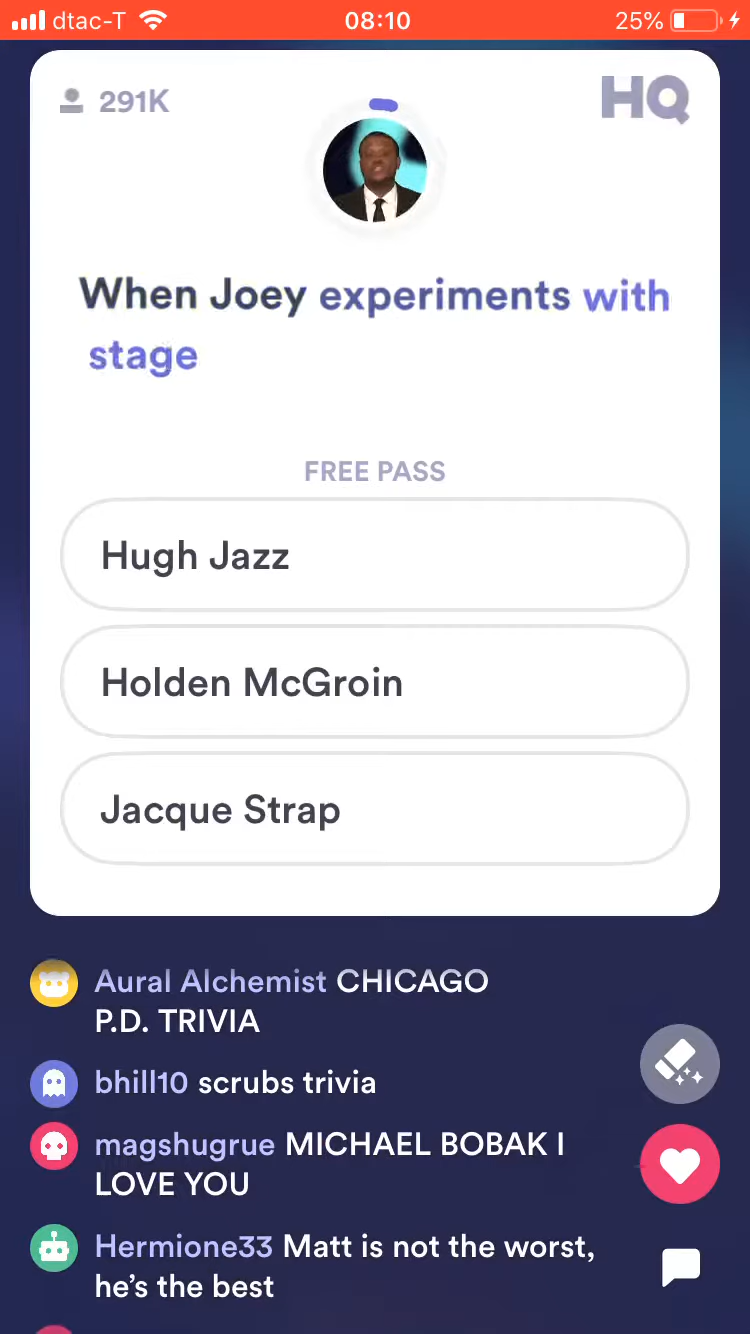 dtac-T 08:10 25%
291K HQ
When Joey experiments with
stage
FREE PASS
Hugh Jazz
Holden McGroin
Jacque Strap
Aural Alchemist CHICAGO
P.D. TRIVIA
bhill10 scrubs trivia
magshugrue MICHAEL BOBAK I
LOVE YOU
Hermione33 Matt is not the worst,
he's the best